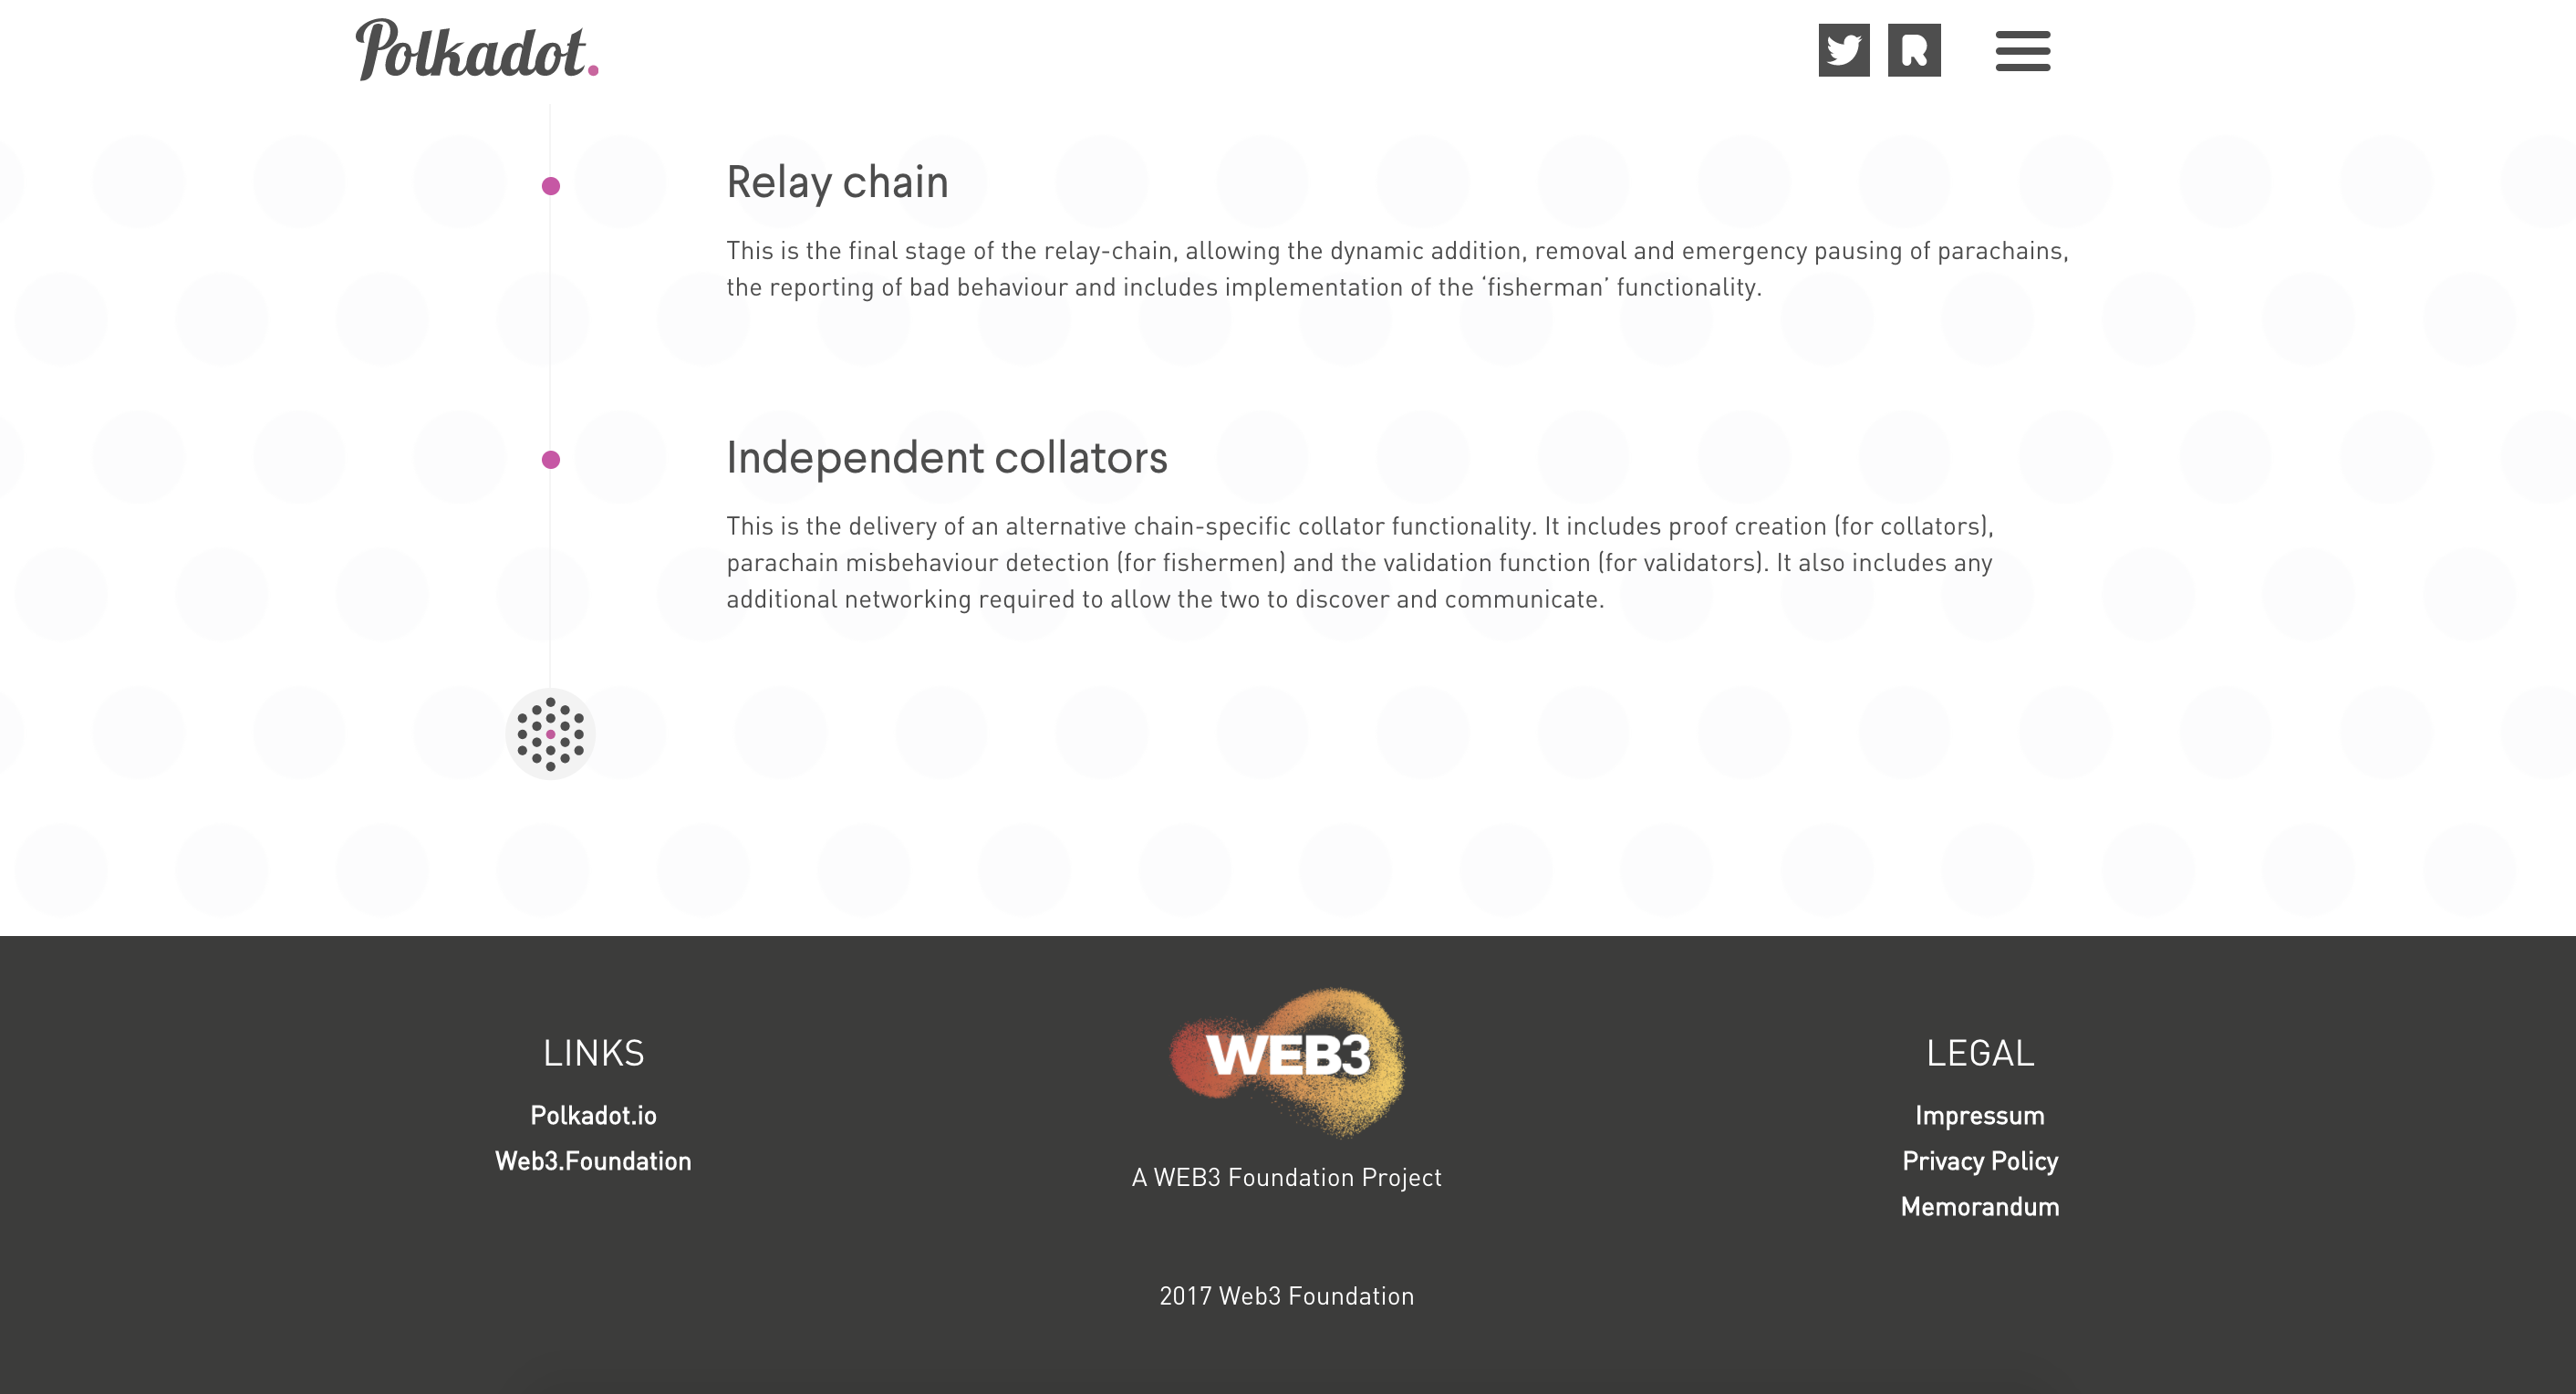 Polkadot.
Relay chain
This is the final stage of the relay-chain, allowing the dynamic addition, removal and emergency pausing of parachains,
the reporting of bad behaviour and includes implementation of the ‘fisherman’ functionality.
Independent collators
This is the delivery of an alternative chain-specific collator functionality. It includes proof creation (for collators),
parachain misbehaviour detection (for fishermen) and the validation function (for validators). It also includes any
additional networking required to allow the two to discover and communicate.
LINKS
Polkadot.io
Web3.Foundation
WEB3
A WEB3 Foundation Project
2017 Web3 Foundation
LEGAL
Impressum
Privacy Policy
Memorandum